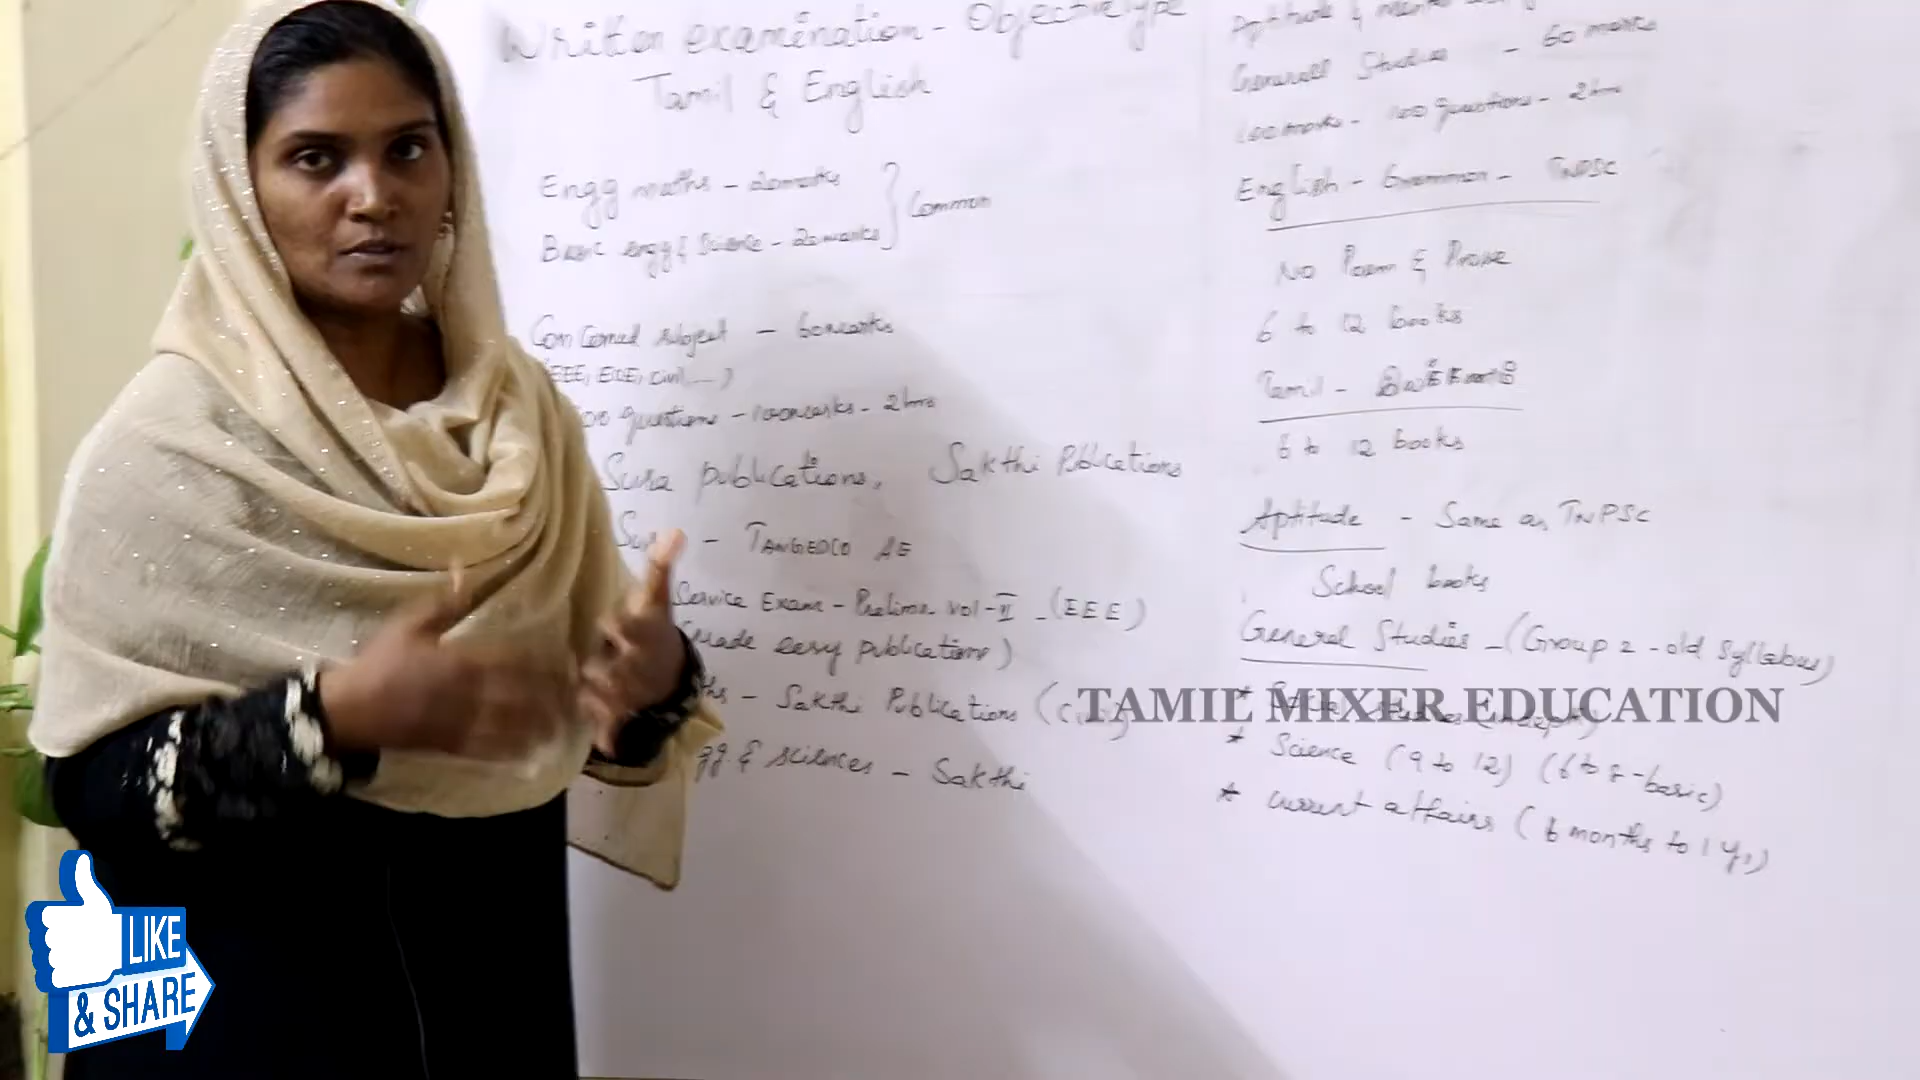 Written examination - Objective type
Tamil & English
Engg maths - 20 marks
Basic engg & Science - 20 marks
Common
Concerned subject - 60 marks
(EEE, ECE, Civil...)
100 questions - 100 marks - 2 hrs
Sura publications, Sakthi Publications
Sura - TANGEDCO AE
Service Exam - Prelims vol-II - (EEE)
(Made easy publications)
- Sakthi Publications (Civil)
& sciences - Sakthi
Aptitude &
General Studies - 60 marks
100 marks - 100 questions - 2 hrs
English - Grammar - TNPSC
No Poem & Prose
6 to 12 books
Tamil -
6 to 12 books
Aptitude - Same as TNPSC
School books
General Studies - (Group 2 - old Syllabus)
TAMIL MIXER EDUCATION
* Social Studies
* Science (9 to 12) (6 to 8 - basic)
* current affairs (6 months to 1 yr)
LIKE
& SHARE